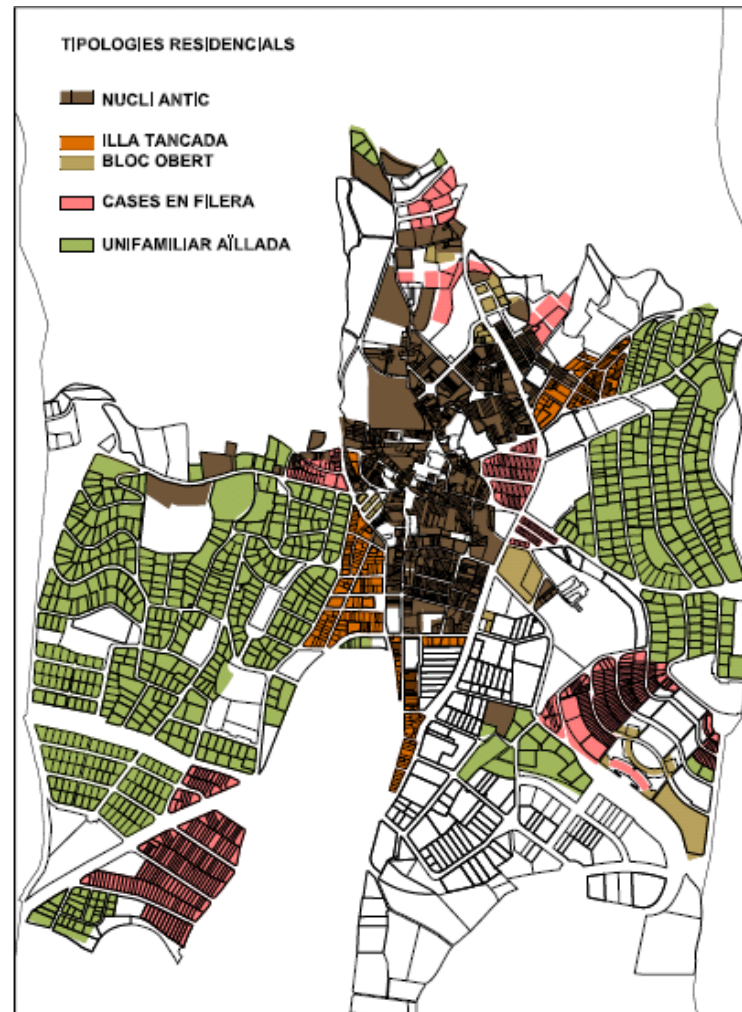 TIPOLOGIES RESIDENCIALS
NUCLI ANTIC
ILLA TANCADA
BLOC OBERT
CASES EN FILERA
UNIFAMILIAR AÏLLADA